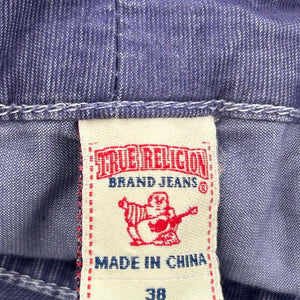 TRUE RELIGION
BRAND JEANS®
MADE IN CHINA
38